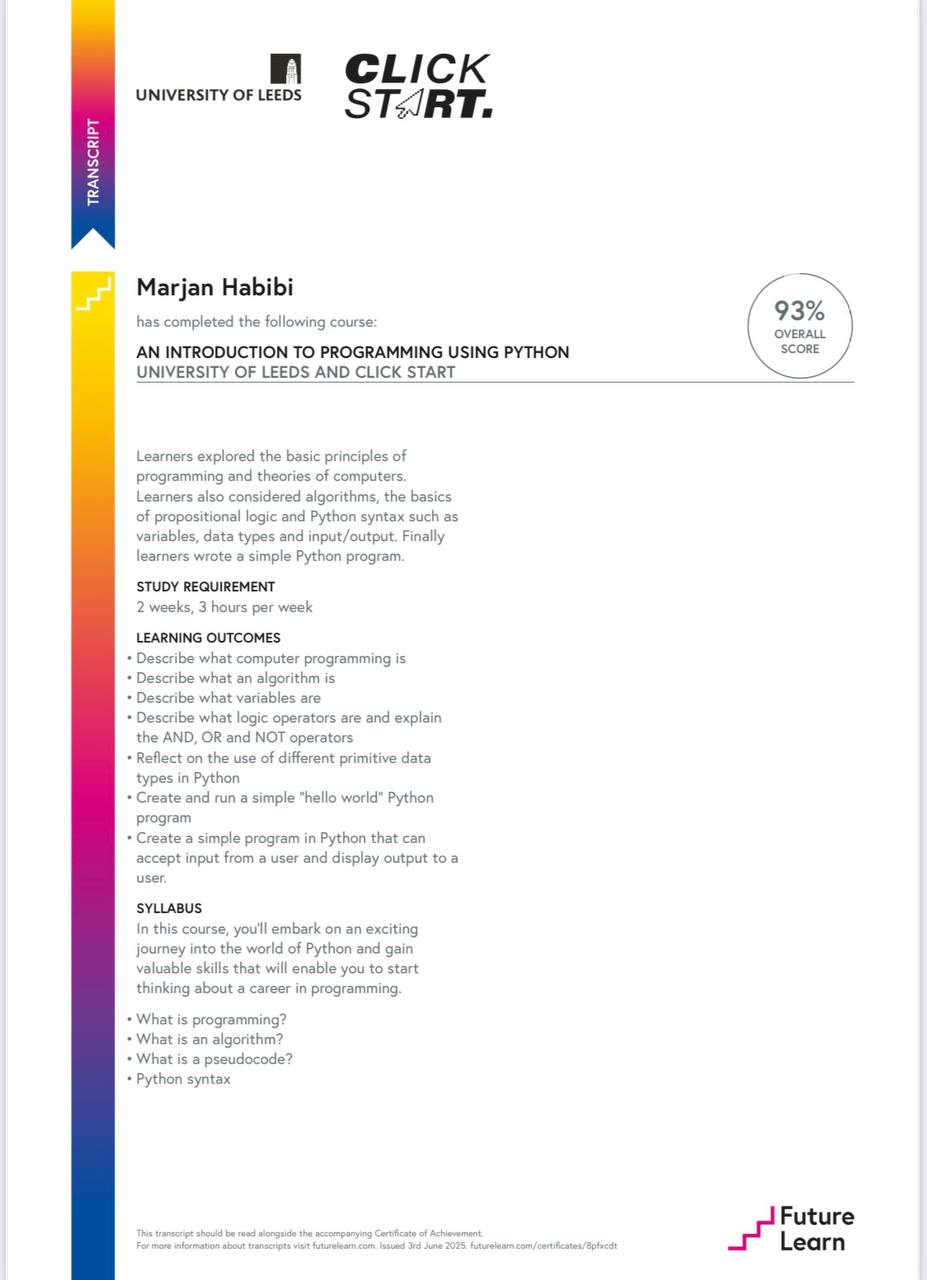 UNIVERSITY OF LEEDS
CLICK
START.
TRANSCRIPT
Marjan Habibi
has completed the following course:
AN INTRODUCTION TO PROGRAMMING USING PYTHON
UNIVERSITY OF LEEDS AND CLICK START
93%
OVERALL
SCORE
Learners explored the basic principles of
programming and theories of computers.
Learners also considered algorithms, the basics
of propositional logic and Python syntax such as
variables, data types and input/output. Finally
learners wrote a simple Python program.
STUDY REQUIREMENT
2 weeks, 3 hours per week
LEARNING OUTCOMES
• Describe what computer programming is
• Describe what an algorithm is
• Describe what variables are
• Describe what logic operators are and explain
the AND, OR and NOT operators
• Reflect on the use of different primitive data
types in Python
• Create and run a simple "hello world" Python
program
• Create a simple program in Python that can
accept input from a user and display output to a
user.
SYLLABUS
In this course, you'll embark on an exciting
journey into the world of Python and gain
valuable skills that will enable you to start
thinking about a career in programming.
• What is programming?
• What is an algorithm?
• What is a pseudocode?
• Python syntax
This transcript should be read alongside the accompanying Certificate of Achievement.
For more information about transcripts visit futurelearn.com. Issued 3rd June 2025. futurelearn.com/certificates/8pfxcdt
Future
Learn